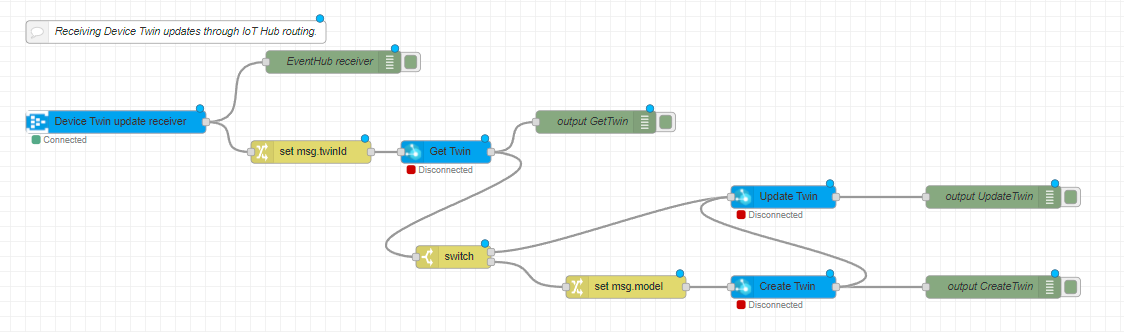 Receiving Device Twin updates through IoT Hub routing.
EventHub receiver
Device Twin update receiver
Connected
output GetTwin
set msg.twinId
Get Twin
Disconnected
Update Twin
output UpdateTwin
Disconnected
switch
set msg.model
Create Twin
output CreateTwin
Disconnected